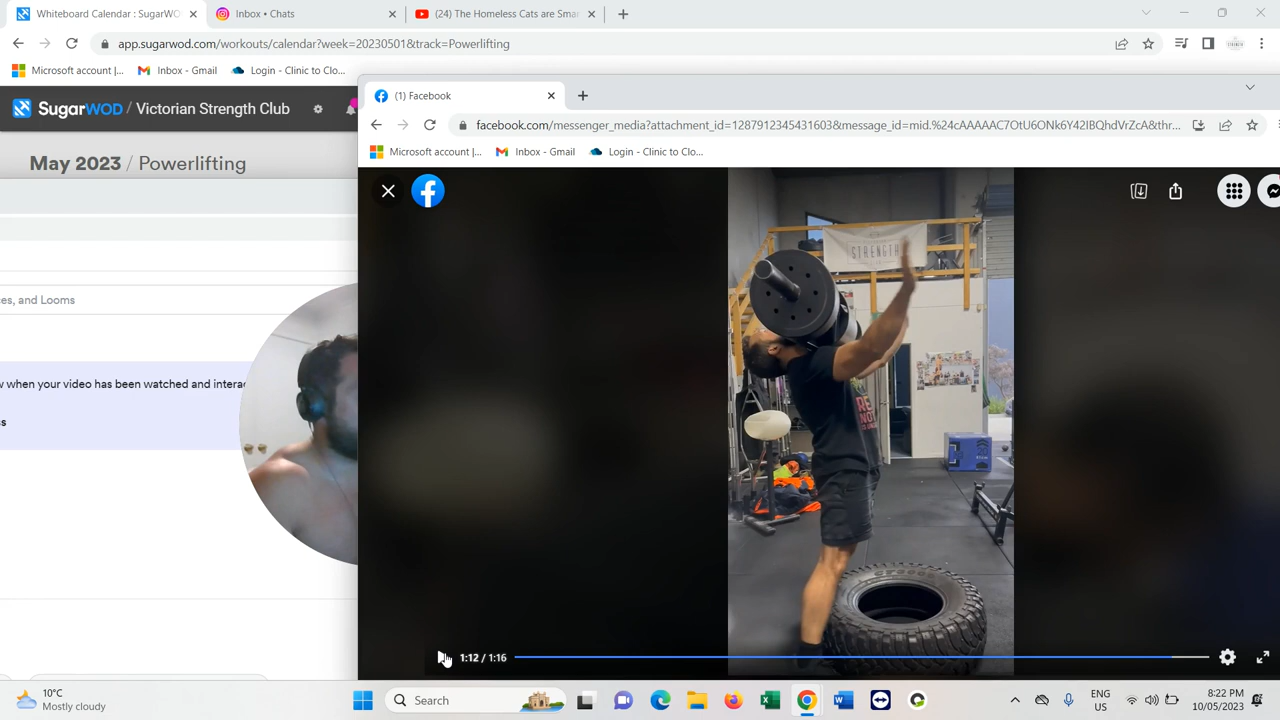 Whiteboard Calendar : SugarWO
Inbox • Chats
(24) The Homeless Cats are Sma
app.sugarwod.com/workouts/calendar?week=20230501&track=Powerlifting
Microsoft account |...
Inbox - Gmail
Login - Clinic to Clo...
SugarWOD / Victorian Strength Club
May 2023 / Powerlifting
ces, and Looms
w when your video has been watched and interac
s
(1) Facebook
facebook.com/messenger_media?attachment_id=1287912345431603&message_id=mid.%24cAAAAAC7OtU6ONk6Y42IBQhdVrZcA&thr...
Microsoft account |...
Inbox - Gmail
Login - Clinic to Clo...
STRENGTH
1:12 / 1:16
10°C
Mostly cloudy
Search
ENG
US
8:22 PM
10/05/2023